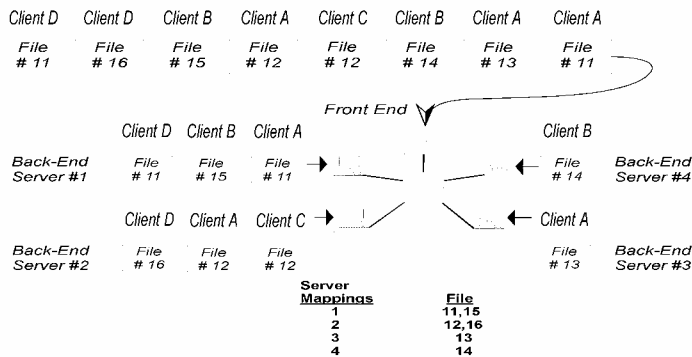 Client D Client D Client B Client A Client C Client B Client A Client A
File File File File File File File File
# 11 # 16 # 15 # 12 # 12 # 14 # 13 # 11
Front End
Client D Client B Client A Client B
Back-End File File File File Back-End
Server #1 # 11 # 15 # 11 # 14 Server #4
Client D Client A Client C Client A
Back-End File File File File Back-End
Server #2 # 16 # 12 # 12 # 13 Server #3
Server
Mappings File
1 11,15
2 12,16
3 13
4 14